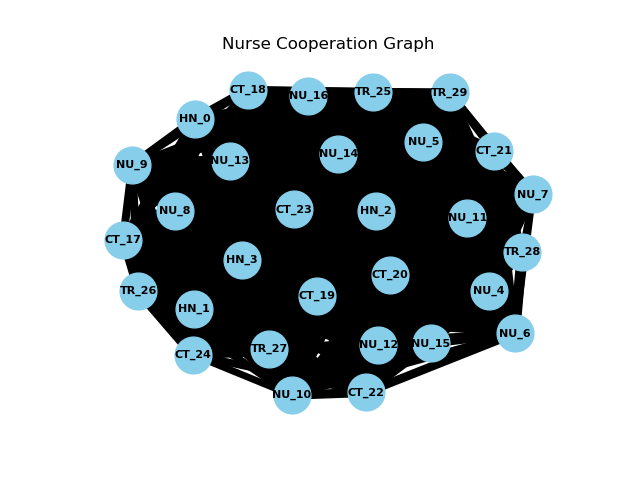 Nurse Cooperation Graph
CT_18
NU_16
TR_25
TR_29
HN_0
NU_5
CT_21
NU_14
NU_13
NU_9
NU_7
NU_8
CT_23
HN_2
NU_11
CT_17
TR_28
HN_3
CT_20
TR_26
NU_4
CT_19
HN_1
NU_6
NU_15
NU_12
TR_27
CT_24
CT_22
NU_10